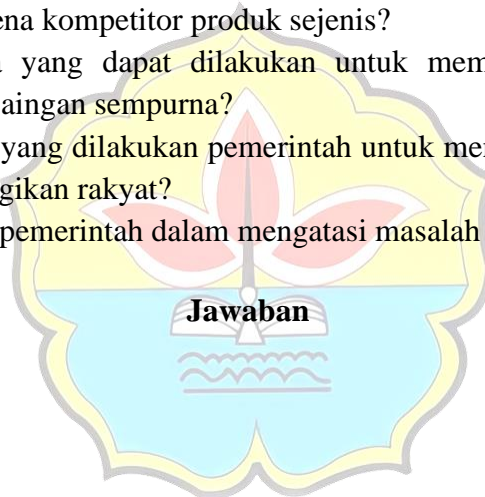 ena kompetitor produk sejenis?
yang dapat dilakukan untuk mem
aingan sempurna?
yang dilakukan pemerintah untuk mer
gikan rakyat?
pemerintah dalam mengatasi masalah
Jawaban